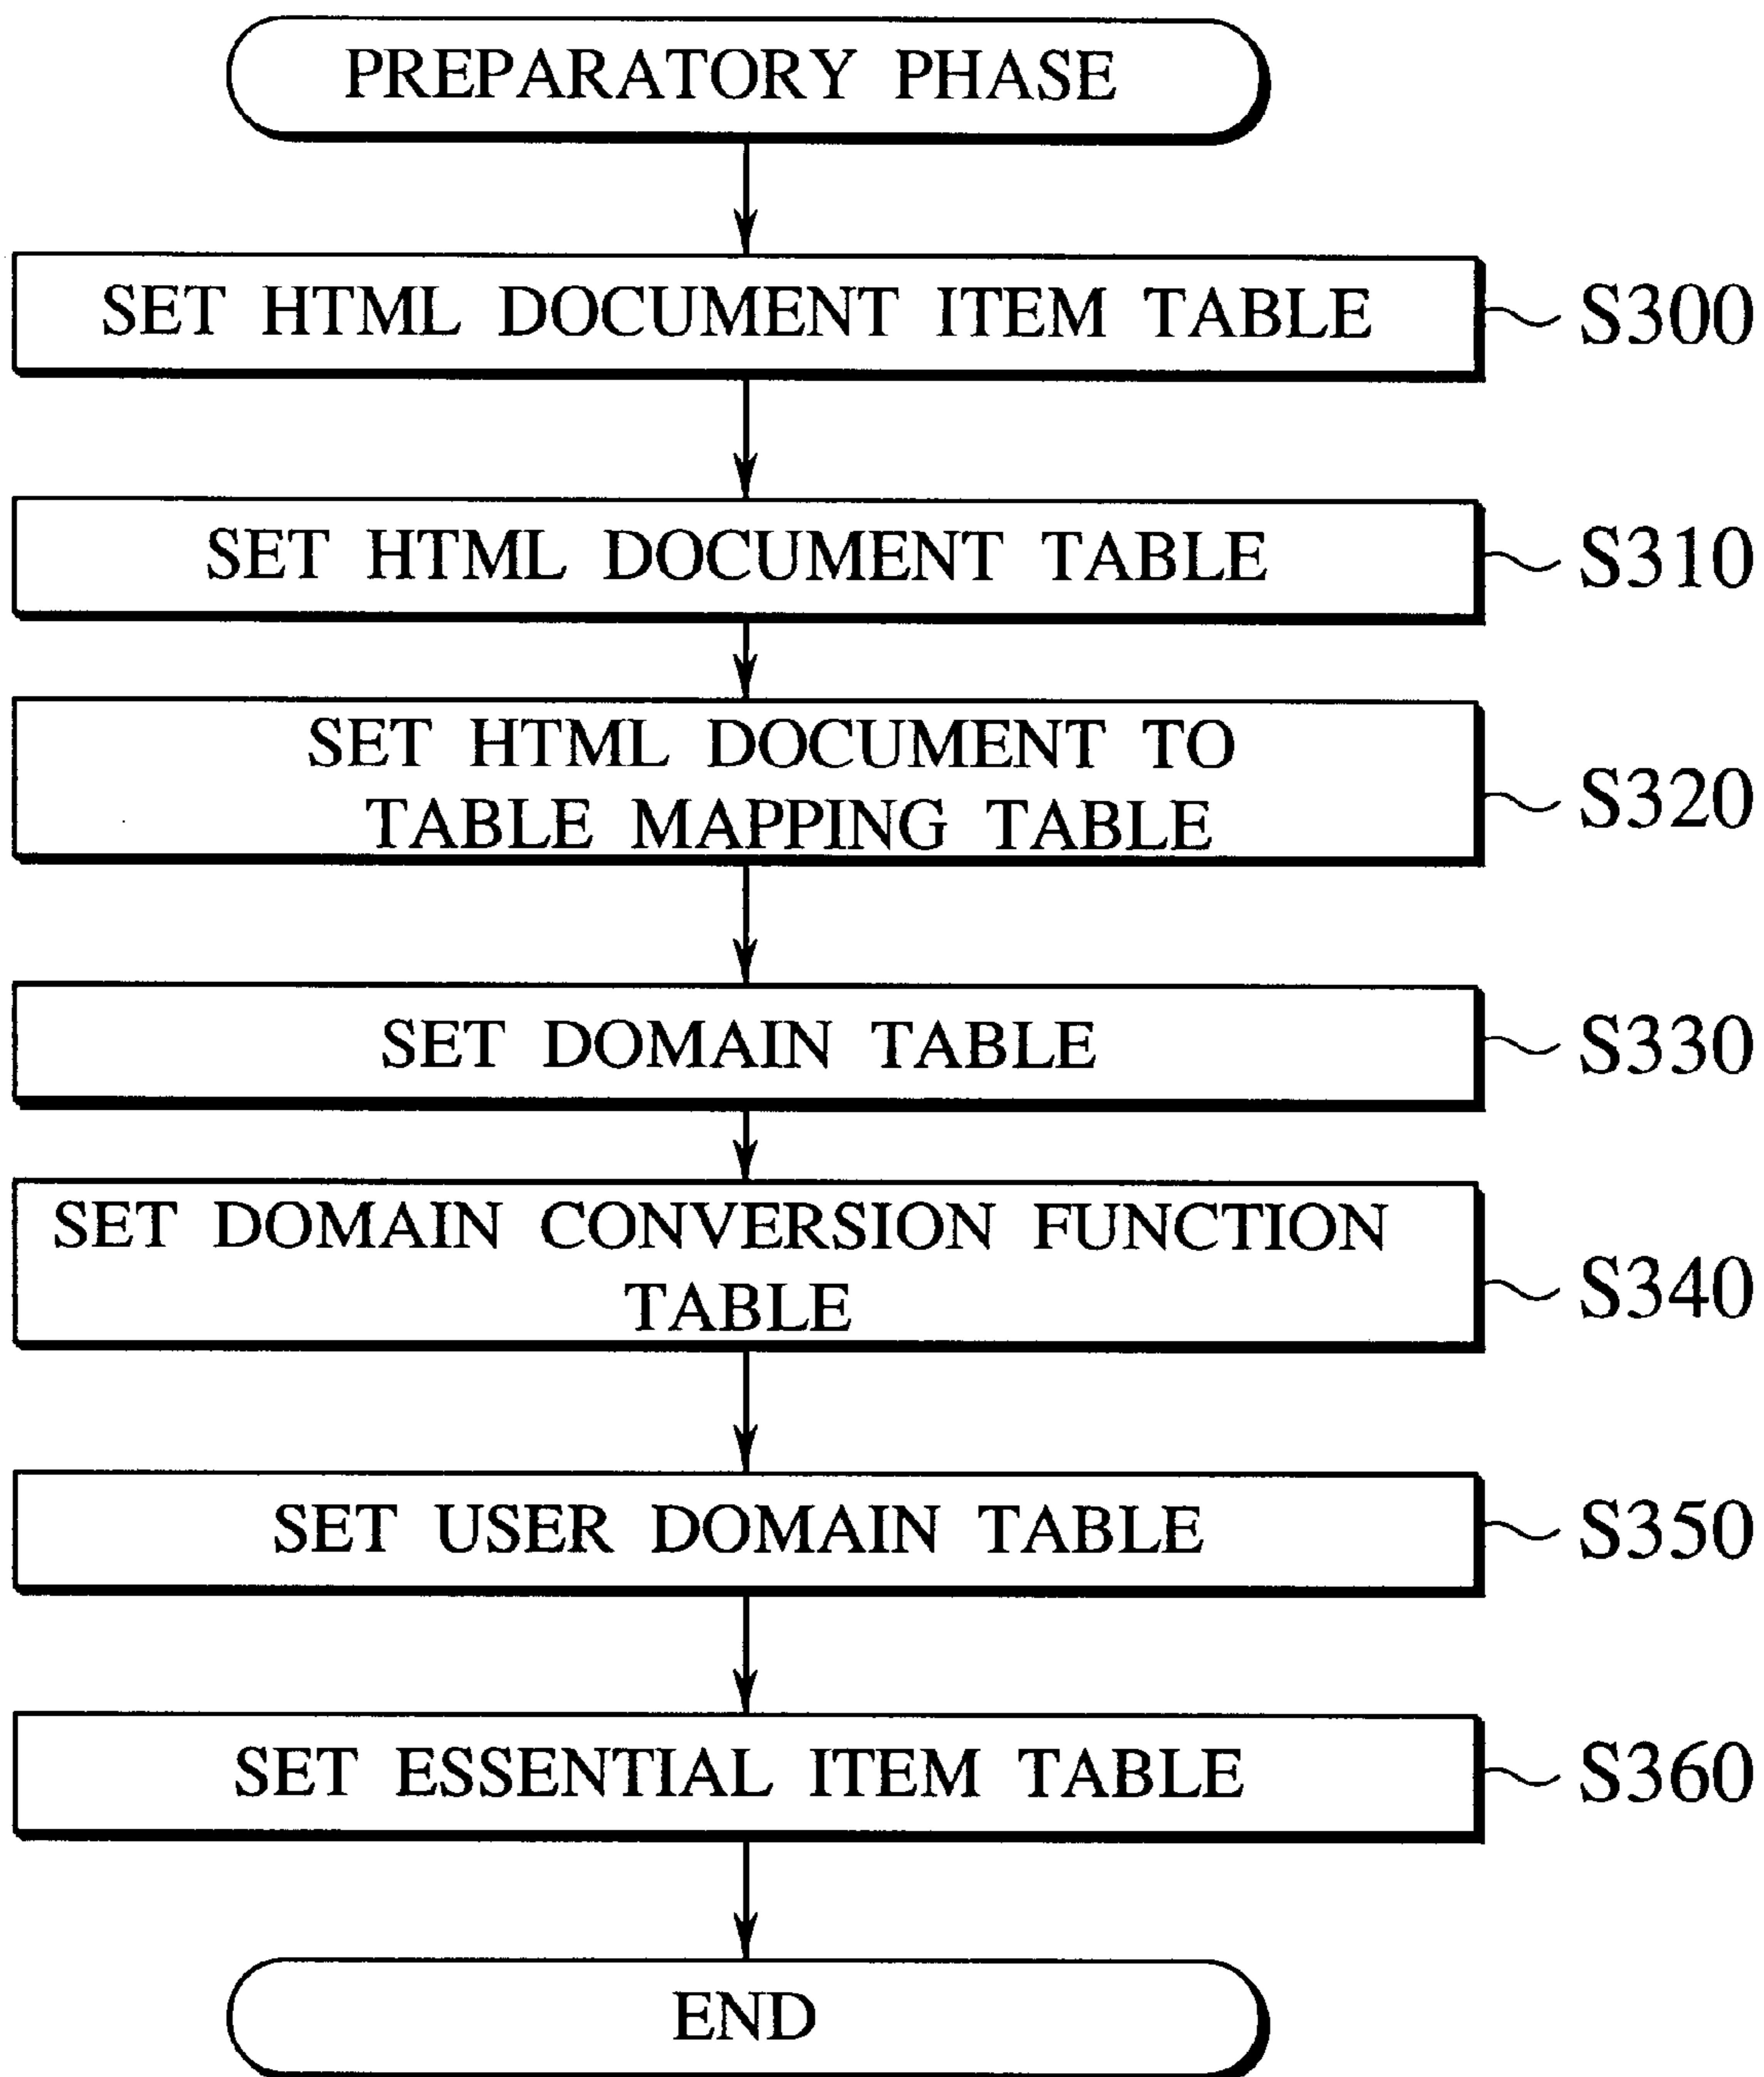 PREPARATORY PHASE
SET HTML DOCUMENT ITEM TABLE
S300
SET HTML DOCUMENT TABLE
S310
SET HTML DOCUMENT TO
TABLE MAPPING TABLE
S320
SET DOMAIN TABLE
S330
SET DOMAIN CONVERSION FUNCTION
TABLE
S340
SET USER DOMAIN TABLE
S350
SET ESSENTIAL ITEM TABLE
S360
END